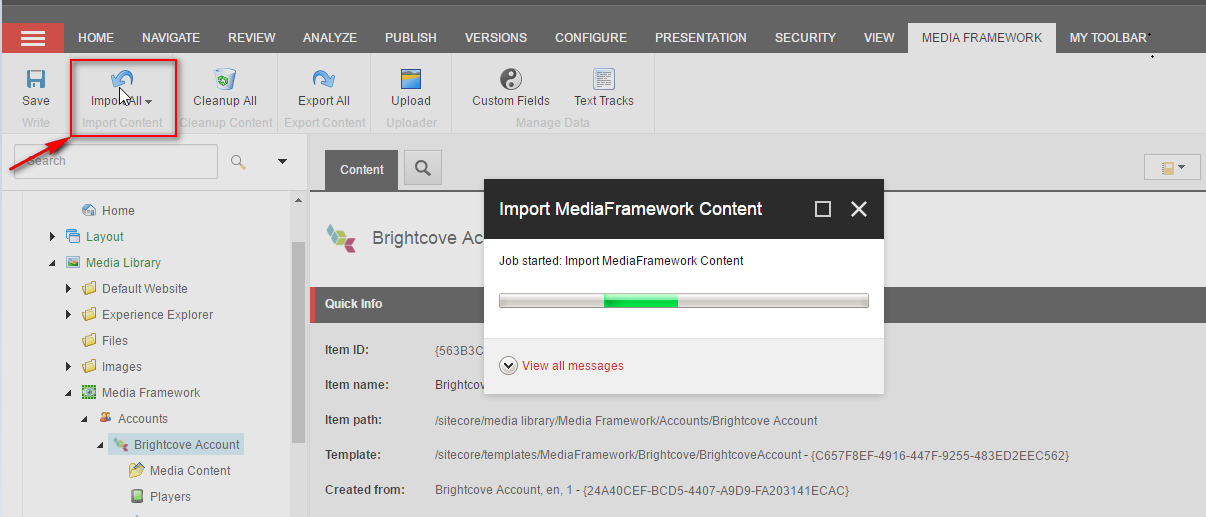 HOME NAVIGATE REVIEW ANALYZE PUBLISH VERSIONS CONFIGURE PRESENTATION SECURITY VIEW MEDIA FRAMEWORK MY TOOLBAR
Save Import All Cleanup All Export All Upload Custom Fields Text Tracks
Write Import Content Cleanup Content Export Content Uploader Manage Data
Search
Content
Home
Layout
Media Library
Default Website
Experience Explorer
Files
Images
Media Framework
Accounts
Brightcove Account
Media Content
Players
Brightcove Ac
Quick Info
Item ID: {563B3C
Item name: Brightcov
Item path: /sitecore/media library/Media Framework/Accounts/Brightcove Account
Template: /sitecore/templates/MediaFramework/Brightcove/BrightcoveAccount - {C657F8EF-4916-447F-9255-483ED2EEC562}
Created from: Brightcove Account, en, 1 - {24A40CEF-BCD5-4407-A9D9-FA203141ECAC}
Import MediaFramework Content
Job started: Import MediaFramework Content
View all messages